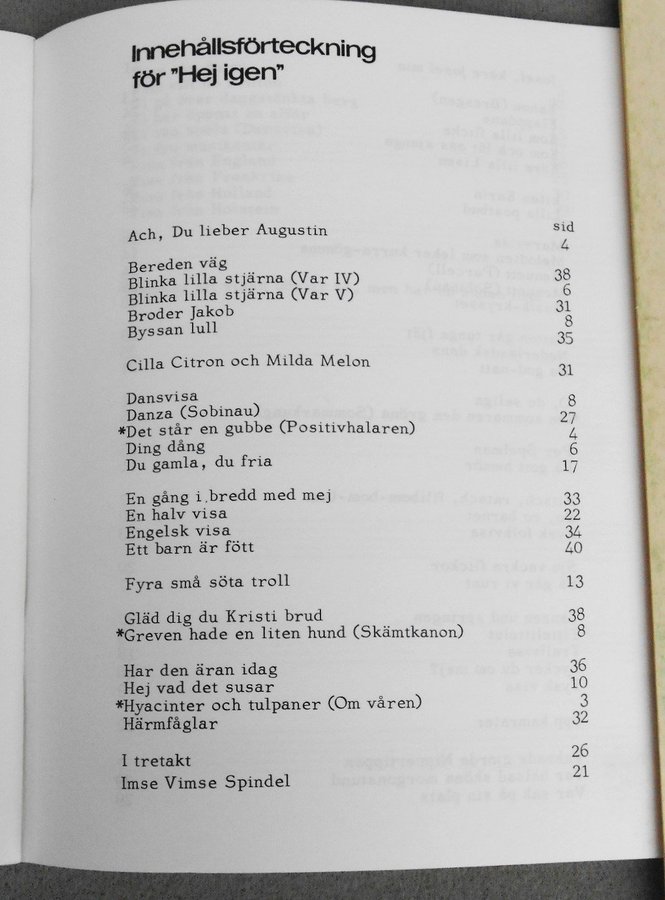 Innehållsförteckning
för "Hej igen"
sid
Ach, Du lieber Augustin 4
Bereden väg 38
Blinka lilla stjärna (Var IV) 6
Blinka lilla stjärna (Var V) 31
Broder Jakob 8
Byssan lull 35
Cilla Citron och Milda Melon 31
Dansvisa 8
Danza (Sobinau) 27
*Det står en gubbe (Positivhalaren) 4
Ding dång 6
Du gamla, du fria 17
En gång i bredd med mej 33
En halv visa 22
Engelsk visa 34
Ett barn är fött 40
Fyra små söta troll 13
Gläd dig du Kristi brud 38
*Greven hade en liten hund (Skämtkanon) 8
Har den äran idag 36
Hej vad det susar 10
*Hyacinter och tulpaner (Om våren) 3
Härmfåglar 32
I tretakt 26
Imse Vimse Spindel 21